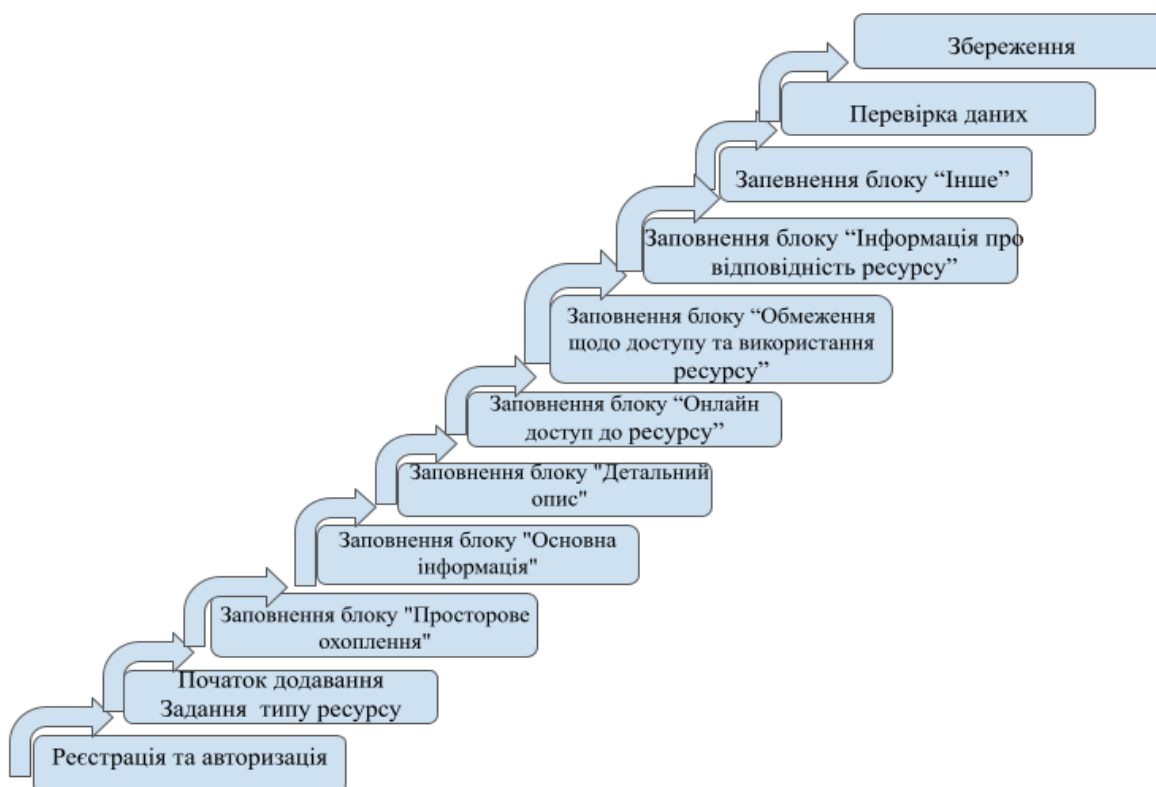 Збереження
Перевірка даних
Запевнення блоку “Інше”
Заповнення блоку “Інформація про
відповідність ресурсу”
Заповнення блоку “Обмеження
щодо доступу та використання
ресурсу”
Заповнення блоку “Онлайн
доступ до ресурсу”
Заповнення блоку "Детальний
опис"
Заповнення блоку "Основна
інформація"
Заповнення блоку "Просторове
охоплення"
Початок додавання
Задання типу ресурсу
Реєстрація та авторизація